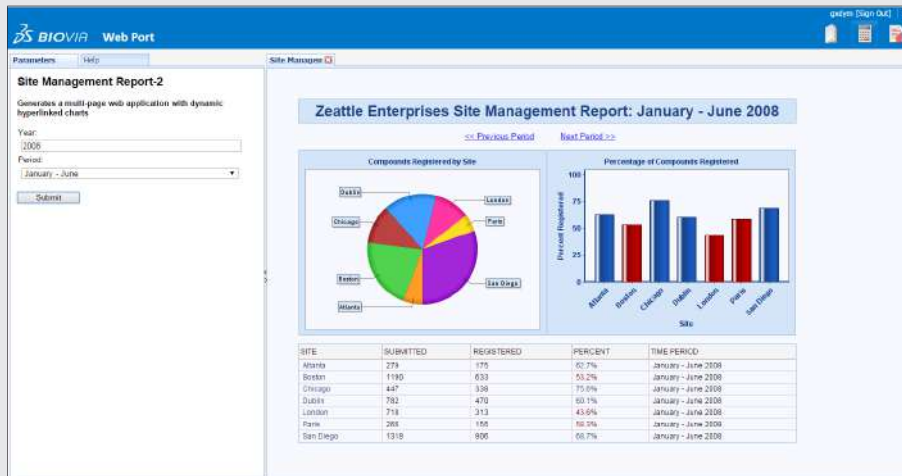 gxdym [Sign Out]
BIOVIA Web Port
Parameters Help
Site Manager
Site Management Report-2
Generates a multi-page web application with dynamic
hyperlinked charts
Year:
2008
Period:
January - June
Submit
Zeattle Enterprises Site Management Report: January - June 2008
<< Previous Period Next Period >>
Compounds Registered by Site
Dublin
London
Chicago
Paris
Boston
San Diego
Atlanta
Percentage of Compounds Registered
Percent Registered
100
75
50
25
0
Atlanta Boston Chicago Dublin London Paris San Diego
Site
SITE SUBMITTED REGISTERED PERCENT TIME PERIOD
Atlanta 279 175 62.7% January - June 2008
Boston 1190 633 53.2% January - June 2008
Chicago 447 338 75.6% January - June 2008
Dublin 782 470 60.1% January - June 2008
London 718 313 43.6% January - June 2008
Paris January - June 2008
San Diego 1318 906 68.7% January - June 2008